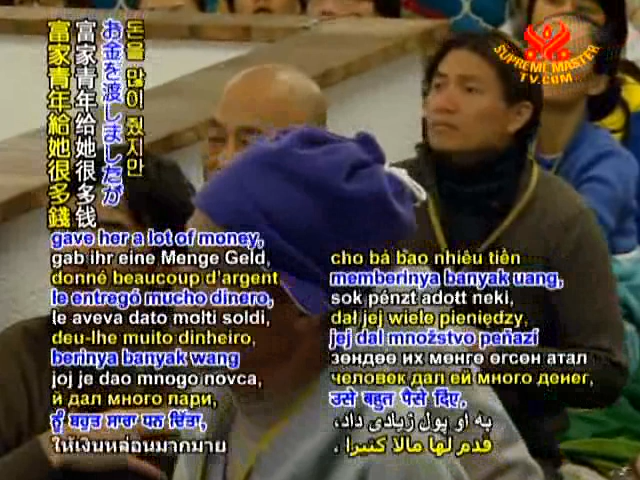 SUPREME MASTER
TV.COM
돈을 많이 줬지만
お金を渡しましたが
富家青年给她很多钱
富家青年給她很多錢
gave her a lot of money,
gab ihr eine Menge Geld,
donné beaucoup d'argent
le entregó mucho dinero,
le aveva dato molti soldi,
deu-lhe muito dinheiro,
berinya banyak wang
joj je dao mnogo novca,
ѝ дал много пари,
ਨੂੰ ਬਹੁਤ ਸਾਰਾ ਧਨ ਦਿੱਤਾ,
ให้เงินหล่อนมากมาย
cho bà bao nhiêu tiền
memberinya banyak uang,
sok pénzt adott neki,
dał jej wiele pieniędzy,
jej dal množstvo peňazí
зөндөө их мөнгө өгсөн атал
человек дал ей много денег,
उसे बहुत पैसे दिए,
به او پول زیادی داد،
قدم لها مالا كثيرا ،